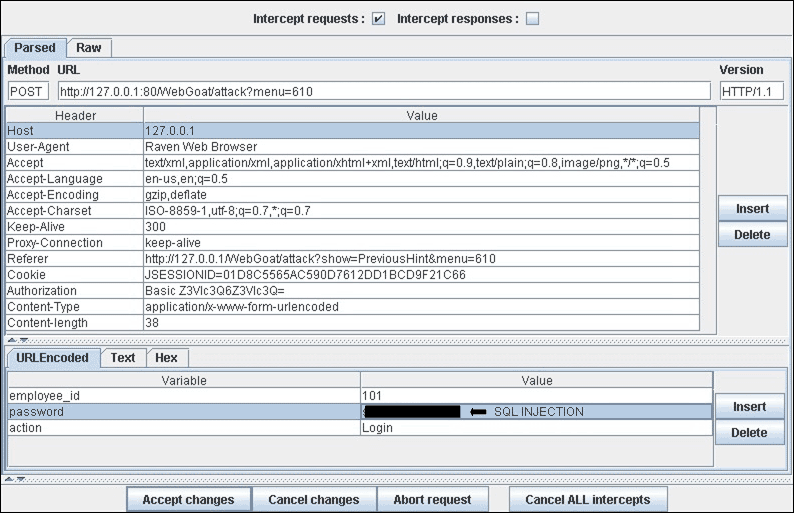 Intercept requests : Intercept responses :
Parsed Raw
Method URL Version
POST http://127.0.0.1:80/WebGoat/attack?menu=610 HTTP/1.1
Header Value
Host 127.0.0.1
User-Agent Raven Web Browser
Accept text/xml,application/xml,application/xhtml+xml,text/html;q=0.9,text/plain;q=0.8,image/png,*/*;q=0.5
Accept-Language en-us,en;q=0.5
Accept-Encoding gzip,deflate
Accept-Charset ISO-8859-1,utf-8;q=0.7,*;q=0.7
Keep-Alive 300
Proxy-Connection keep-alive
Referer http://127.0.0.1/WebGoat/attack?show=PreviousHint&menu=610
Cookie JSESSIONID=01D8C5565AC590D7612DD1BCD9F21C66
Authorization Basic Z3Vlc3Q6Z3Vlc3Q=
Content-Type application/x-www-form-urlencoded
Content-length 38
Insert
Delete
URLEncoded Text Hex
Variable Value
employee_id 101
password SQL INJECTION
action Login
Insert
Delete
Accept changes Cancel changes Abort request Cancel ALL intercepts